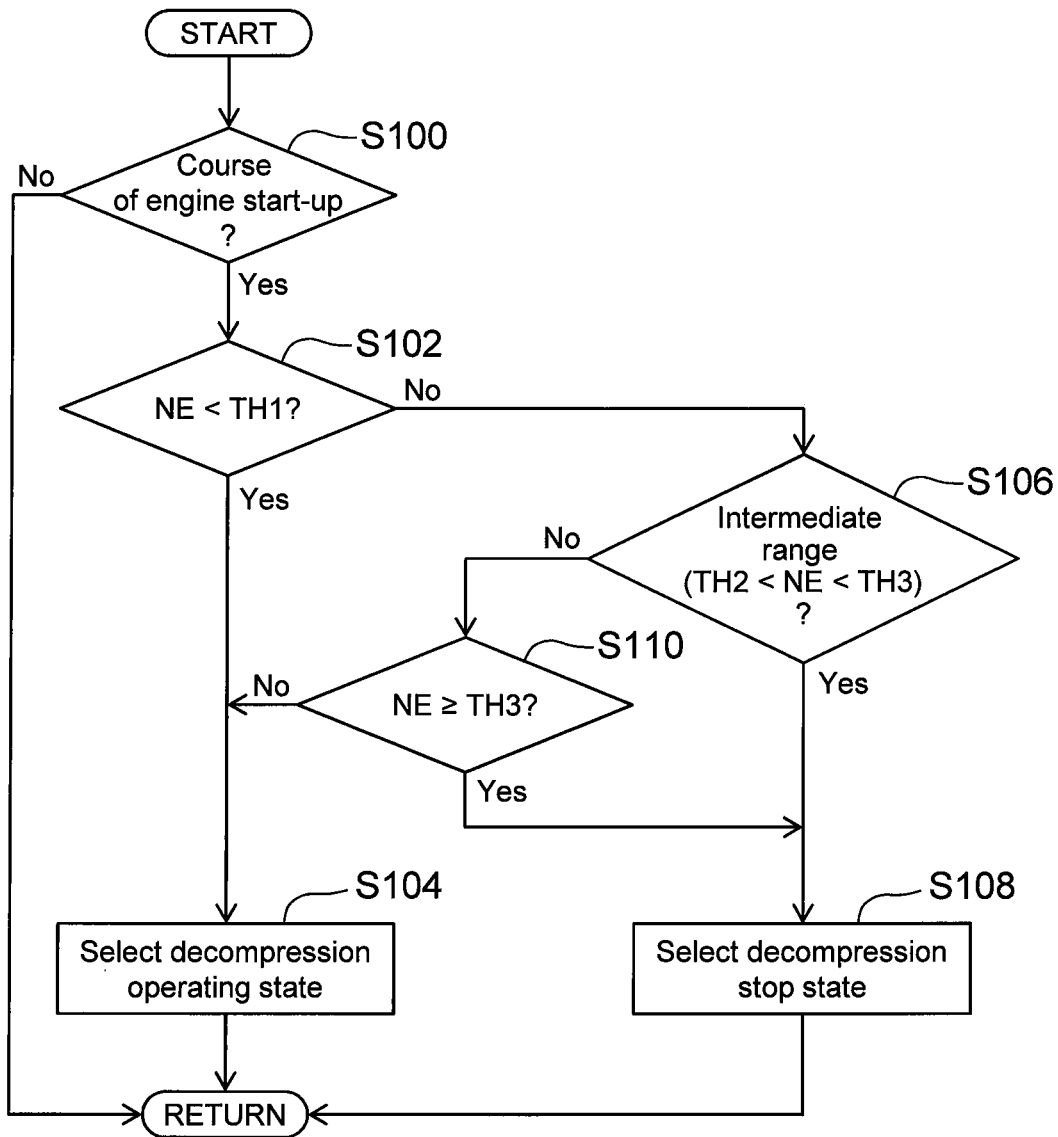 START
S100
No
Course
of engine start-up
?
Yes
S102
NE < TH1?
No
Yes
S106
Intermediate
range
(TH2 < NE < TH3)
?
No
Yes
S110
NE ≥ TH3?
No
Yes
S104
Select decompression
operating state
S108
Select decompression
stop state
RETURN